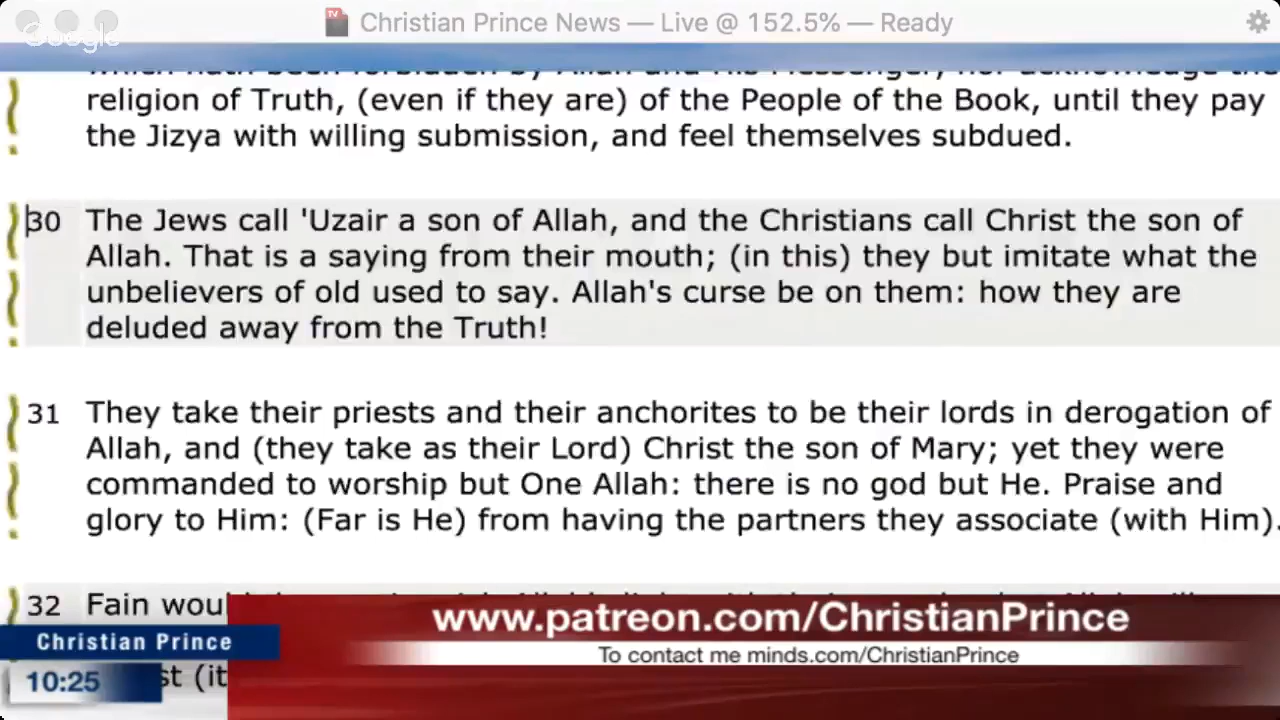 Google
Christian Prince News — Live @ 152.5% — Ready
religion of Truth, (even if they are) of the People of the Book, until they pay
the Jizya with willing submission, and feel themselves subdued.
30 The Jews call 'Uzair a son of Allah, and the Christians call Christ the son of
Allah. That is a saying from their mouth; (in this) they but imitate what the
unbelievers of old used to say. Allah's curse be on them: how they are
deluded away from the Truth!
31 They take their priests and their anchorites to be their lords in derogation of
Allah, and (they take as their Lord) Christ the son of Mary; yet they were
commanded to worship but One Allah: there is no god but He. Praise and
glory to Him: (Far is He) from having the partners they associate (with Him).
32 Fain
www.patreon.com/ChristianPrince
Christian Prince
To contact me minds.com/ChristianPrince
10:25
(it